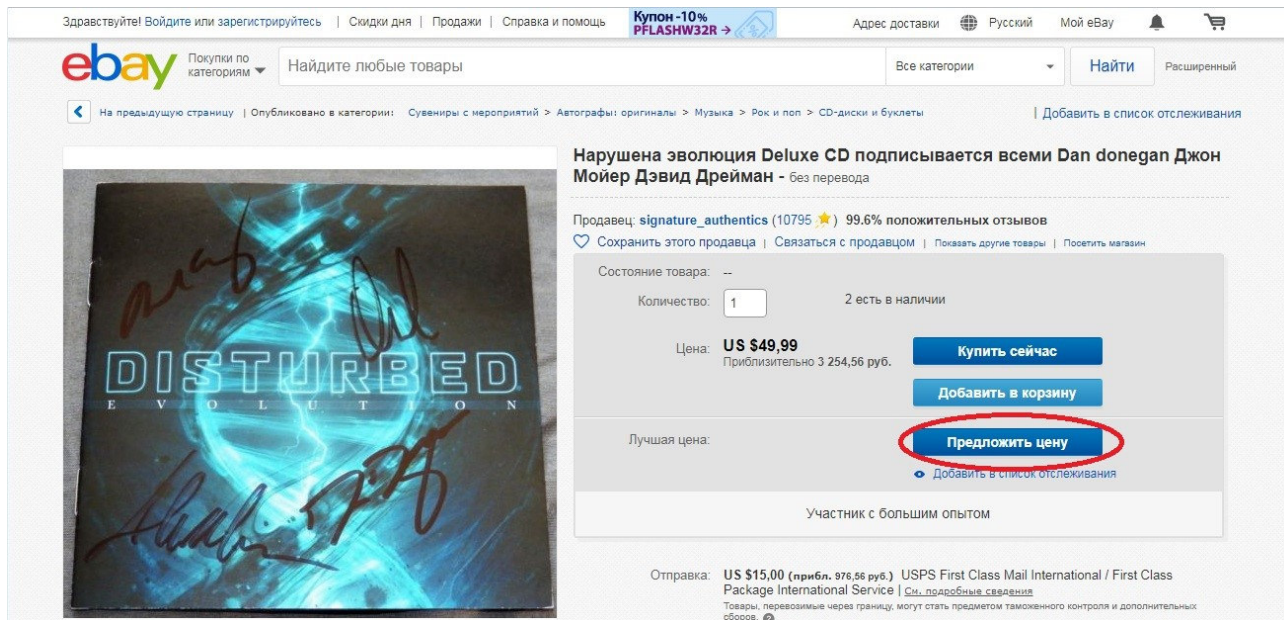 Здравствуйте! Войдите или зарегистрируйтесь | Скидки дня | Продажи | Справка и помощь Купон -10% Адрес доставки Русский Мой eBay
PFLASHW32R →
ebay Покупки по категориям Найдите любые товары Все категории Найти Расширенный
На предыдущую страницу | Опубликовано в категории: Сувениры с мероприятий > Автографы: оригиналы > Музыка > Рок и поп > CD-диски и буклеты | Добавить в список отслеживания
Нарушена эволюция Deluxe CD подписывается всеми Dan donegan Джон
Мойер Дэвид Дрейман - без перевода
Продавец: signature_authentics (10795) 99.6% положительных отзывов
Сохранить этого продавца | Связаться с продавцом | Показать другие товары | Посетить магазин
Состояние товара: --
Количество: 1 2 есть в наличии
Цена: US $49,99 Купить сейчас
Приблизительно 3 254,56 руб.
Добавить в корзину
Лучшая цена: Предложить цену
Добавить в список отслеживания
Участник с большим опытом
Отправка: US $15,00 (прибл. 976,56 руб.) USPS First Class Mail International / First Class
Package International Service | См. подробные сведения
Товары, перевозимые через границу, могут стать предметом таможенного контроля и дополнительных
сборов.
DISTURBED
EVOLUTION